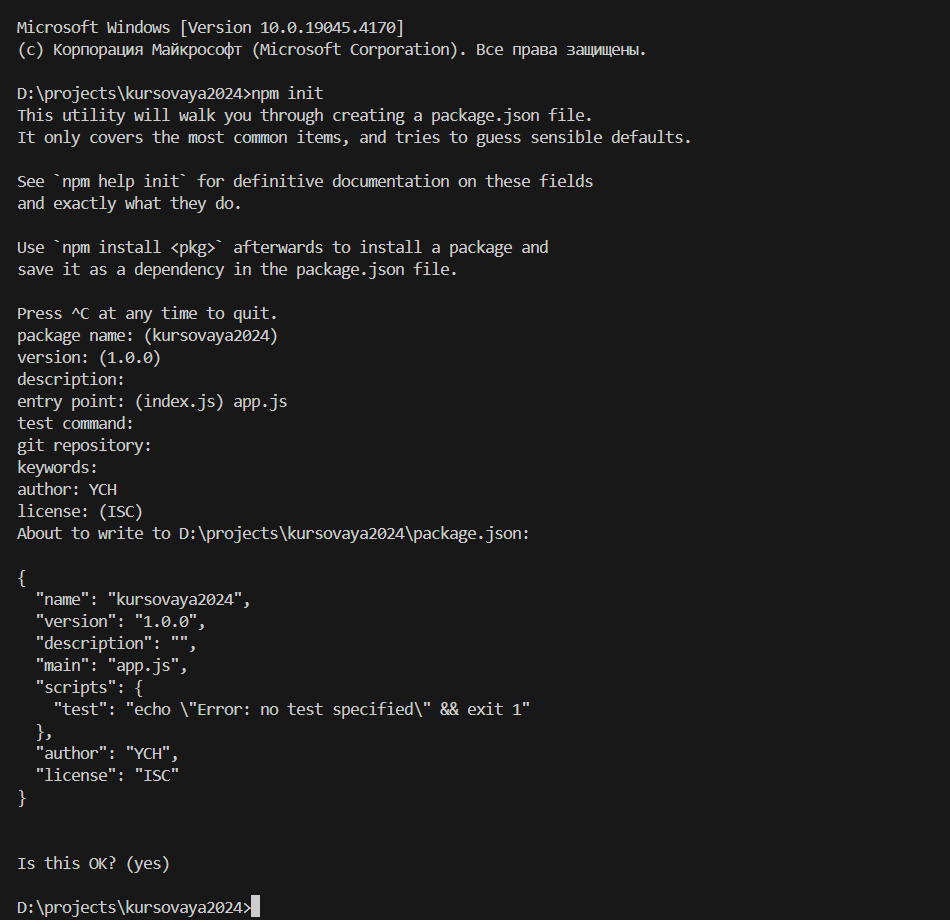 Microsoft Windows [Version 10.0.19045.4170]
(c) Корпорация Майкрософт (Microsoft Corporation). Все права защищены.
D:\projects\kursovaya2024>npm init
This utility will walk you through creating a package.json file.
It only covers the most common items, and tries to guess sensible defaults.
See `npm help init` for definitive documentation on these fields
and exactly what they do.
Use `npm install <pkg>` afterwards to install a package and
save it as a dependency in the package.json file.
Press ^C at any time to quit.
package name: (kursovaya2024)
version: (1.0.0)
description:
entry point: (index.js) app.js
test command:
git repository:
keywords:
author: YCH
license: (ISC)
About to write to D:\projects\kursovaya2024\package.json:
{
  "name": "kursovaya2024",
  "version": "1.0.0",
  "description": "",
  "main": "app.js",
  "scripts": {
    "test": "echo \"Error: no test specified\" && exit 1"
  },
  "author": "YCH",
  "license": "ISC"
}
Is this OK? (yes)
D:\projects\kursovaya2024>